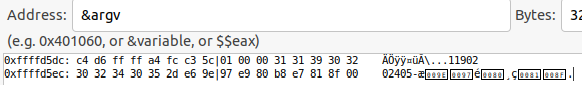 Address: &argv Bytes: 32
(e.g. 0x401060, or &variable, or $$eax)
0xffffd5dc: c4 d6 ff ff a4 fc c3 5c|01 00 00 31 31 39 30 32 ÄÖÿÿ¤üÃ\...11902
0xffffd5ec: 30 32 34 30 35 2d e6 9e|97 e9 80 b8 e7 81 8f 00 02405-æ009E0097é0080¸ç0081008F.